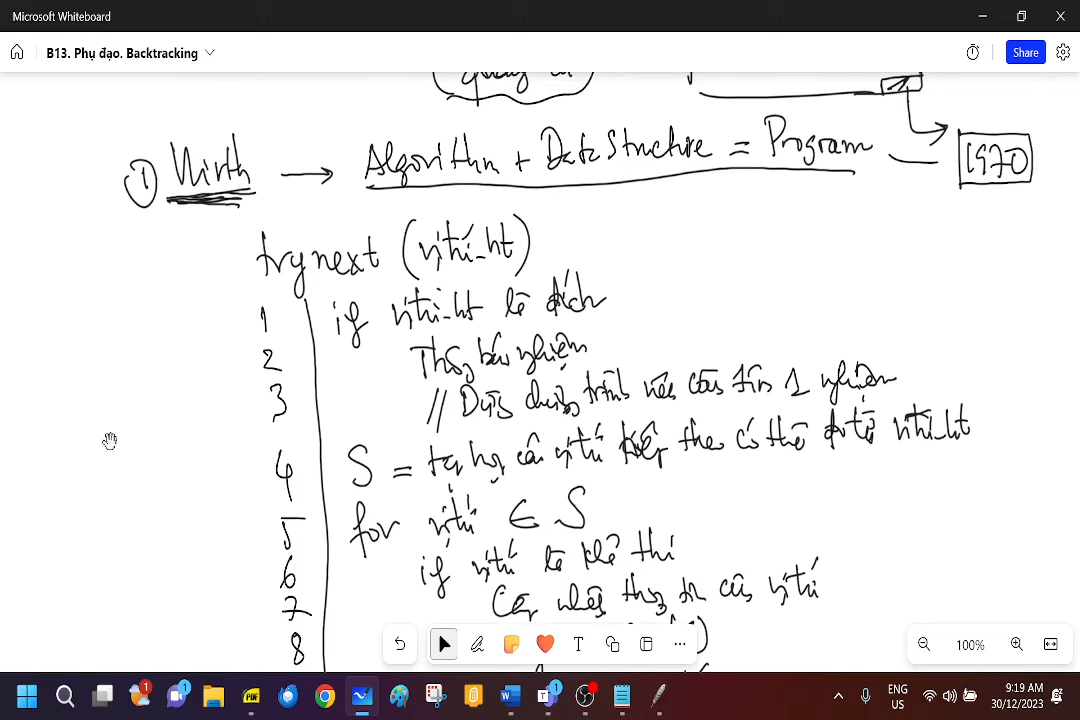 Microsoft Whiteboard
B13. Phụ đạo. Backtracking
Share
① Wirth → Algorithm + Data Structure = Program
1970
try next (vị trí_ht)
1 if vị trí_ht là đích
2 Thông báo nghiệm
3 // Dừng chương trình nếu cần tìm 1 nghiệm
4 S = tập hợp các vị trí tiếp theo có thể đi từ vị trí_ht
5 for vị trí ∈ S
6 if vị trí là khả thi
7 Cập nhật thông tin của vị trí
8
100%
ENG
US
9:19 AM
30/12/2023